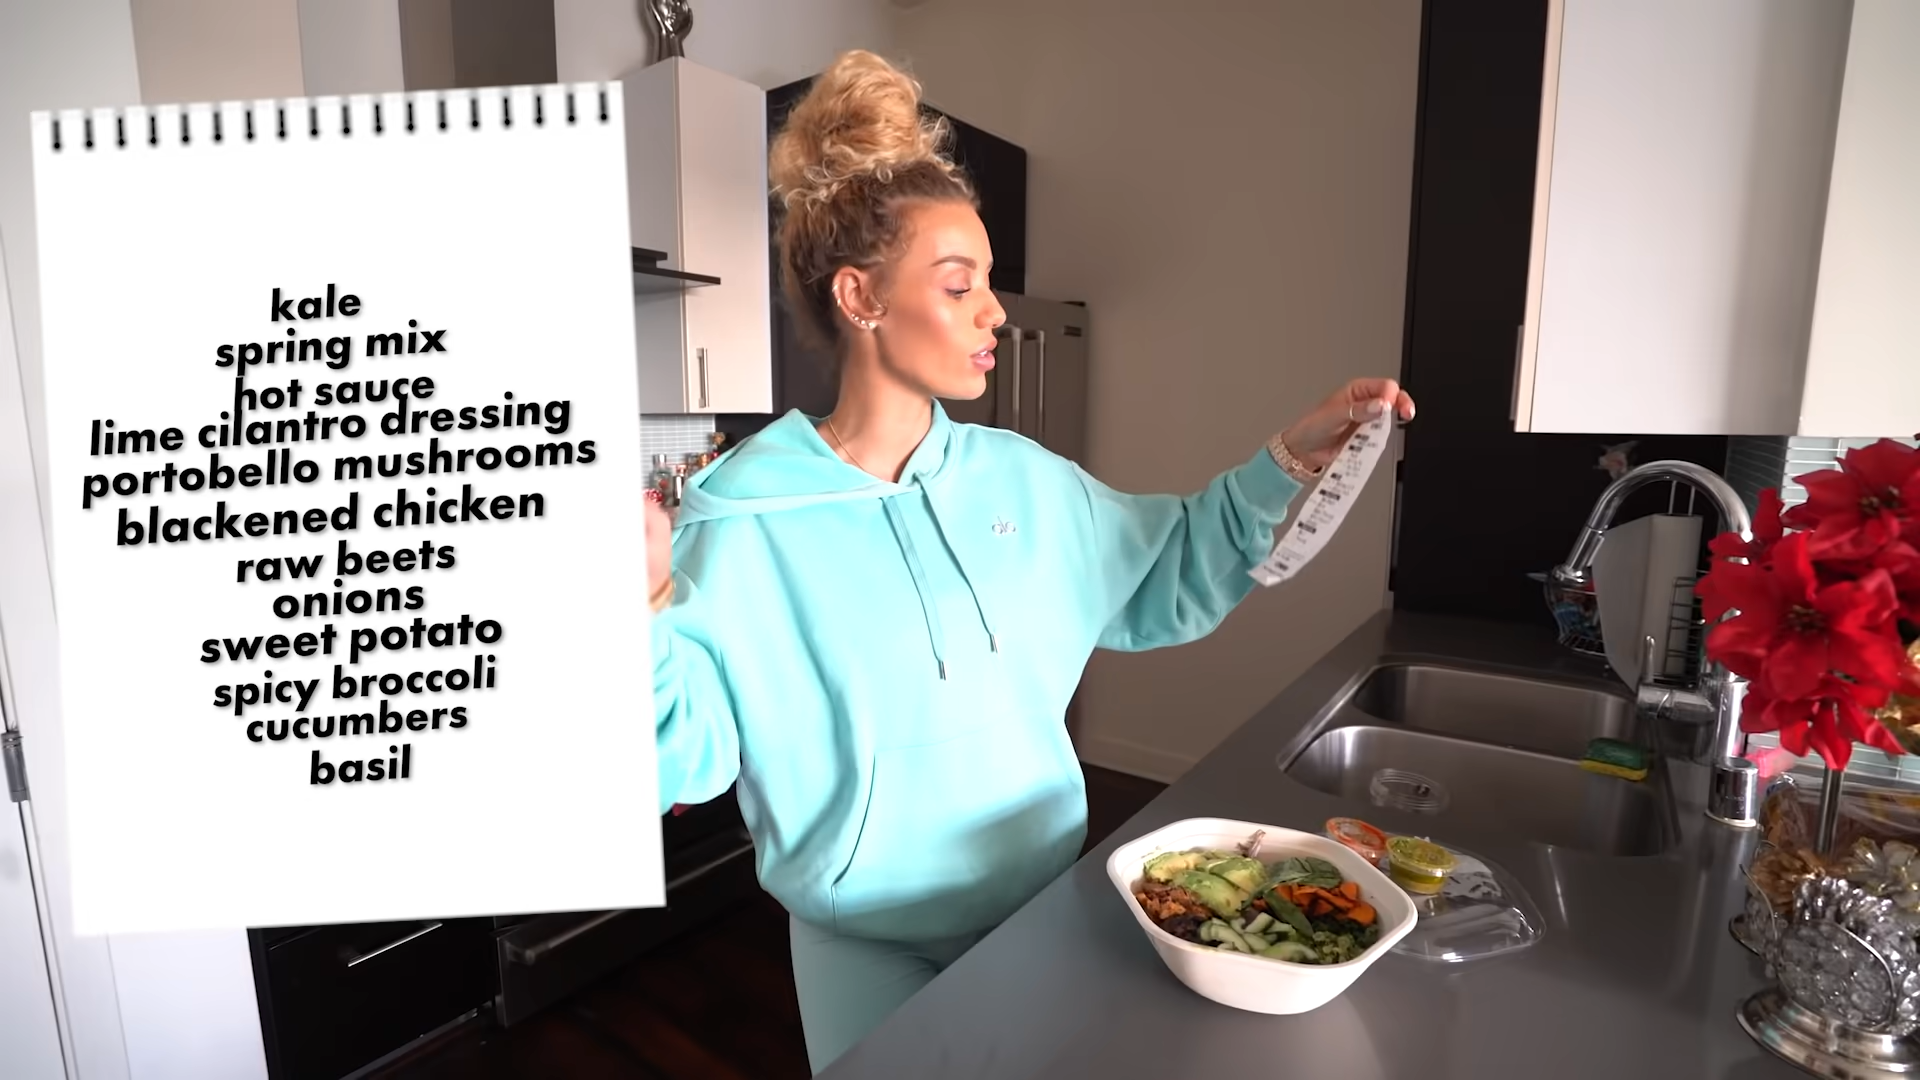 kale
spring mix
hot sauce
lime cilantro dressing
portobello mushrooms
blackened chicken
raw beets
onions
sweet potato
spicy broccoli
cucumbers
basil
alo